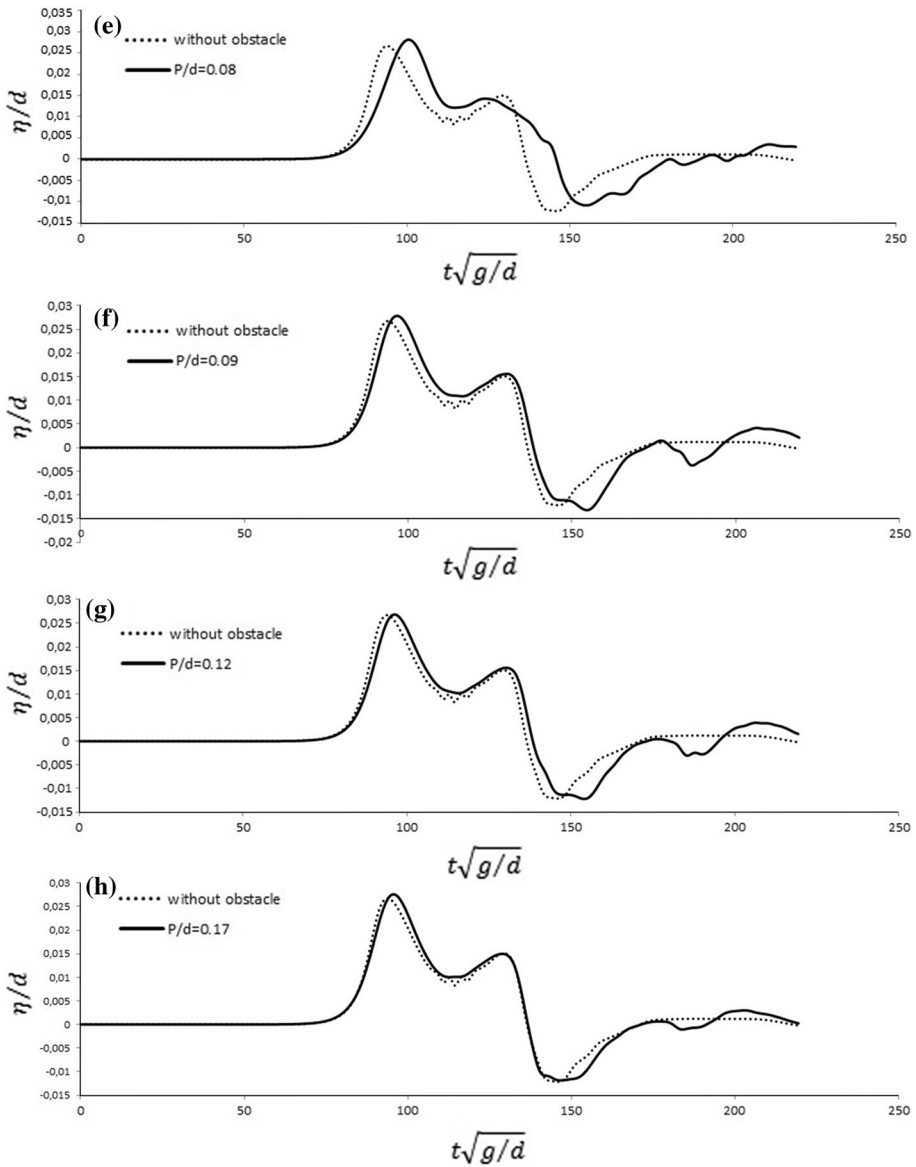 (e)
0,035
0,03
0,025
0,02
0,015
0,01
0,005
0
-0,005
-0,01
-0,015
η/d
without obstacle
P/d=0.08
0 50 100 150 200 250
t√g/d
(f)
0,03
0,025
0,02
0,015
0,01
0,005
0
-0,005
-0,01
-0,015
-0,02
η/d
without obstacle
P/d=0.09
0 50 100 150 200 250
t√g/d
(g)
0,03
0,025
0,02
0,015
0,01
0,005
0
-0,005
-0,01
-0,015
η/d
without obstacle
P/d=0.12
0 50 100 150 200 250
t√g/d
(h)
0,03
0,025
0,02
0,015
0,01
0,005
0
-0,005
-0,01
-0,015
η/d
without obstacle
P/d=0.17
0 50 100 150 200 250
t√g/d